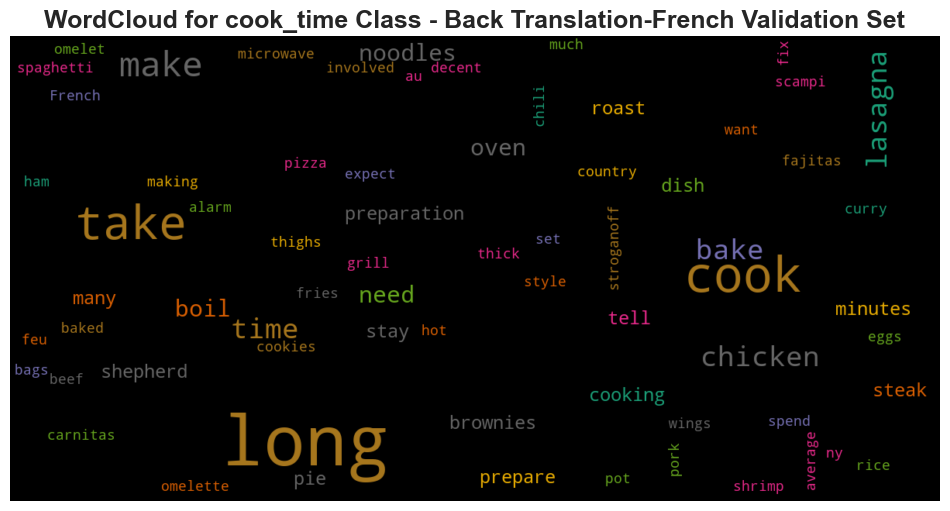 WordCloud for cook_time Class - Back Translation-French Validation Set
omelet
make
microwave
noodles
much
fix
spaghetti
involved
au
decent
scampi
lasagna
French
chili
roast
want
oven
pizza
expect
country
fajitas
ham
making
dish
take
alarm
preparation
curry
thighs
set
stroganoff
bake
grill
thick
cook
style
many
boil
fries
need
minutes
baked
time
stay
hot
tell
feu
cookies
eggs
bags
beef
shepherd
chicken
cooking
steak
long
brownies
wings
spend
carnitas
pork
average
ny
omelette
pie
prepare
pot
shrimp
rice